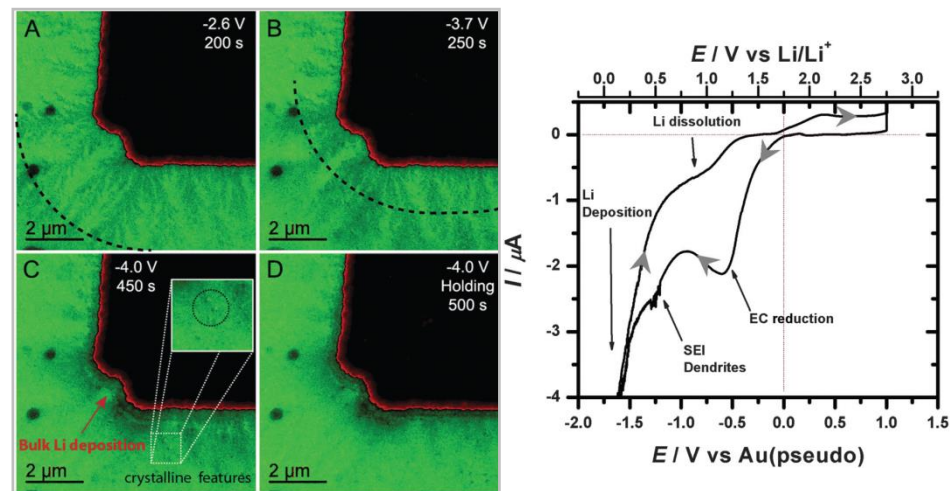 A
-2.6 V
200 s
2 μm
B
-3.7 V
250 s
2 μm
C
-4.0 V
450 s
Bulk Li deposition
2 μm
crystalline features
D
-4.0 V
Holding
500 s
2 μm
E / V vs Li/Li⁺
0.0 0.5 1.0 1.5 2.0 2.5 3.0
0
-1
-2
-3
-4
I / μA
Li dissolution
Li
Deposition
EC reduction
SEI
Dendrites
-2.0 -1.5 -1.0 -0.5 0.0 0.5 1.0 1.5
E / V vs Au(pseudo)